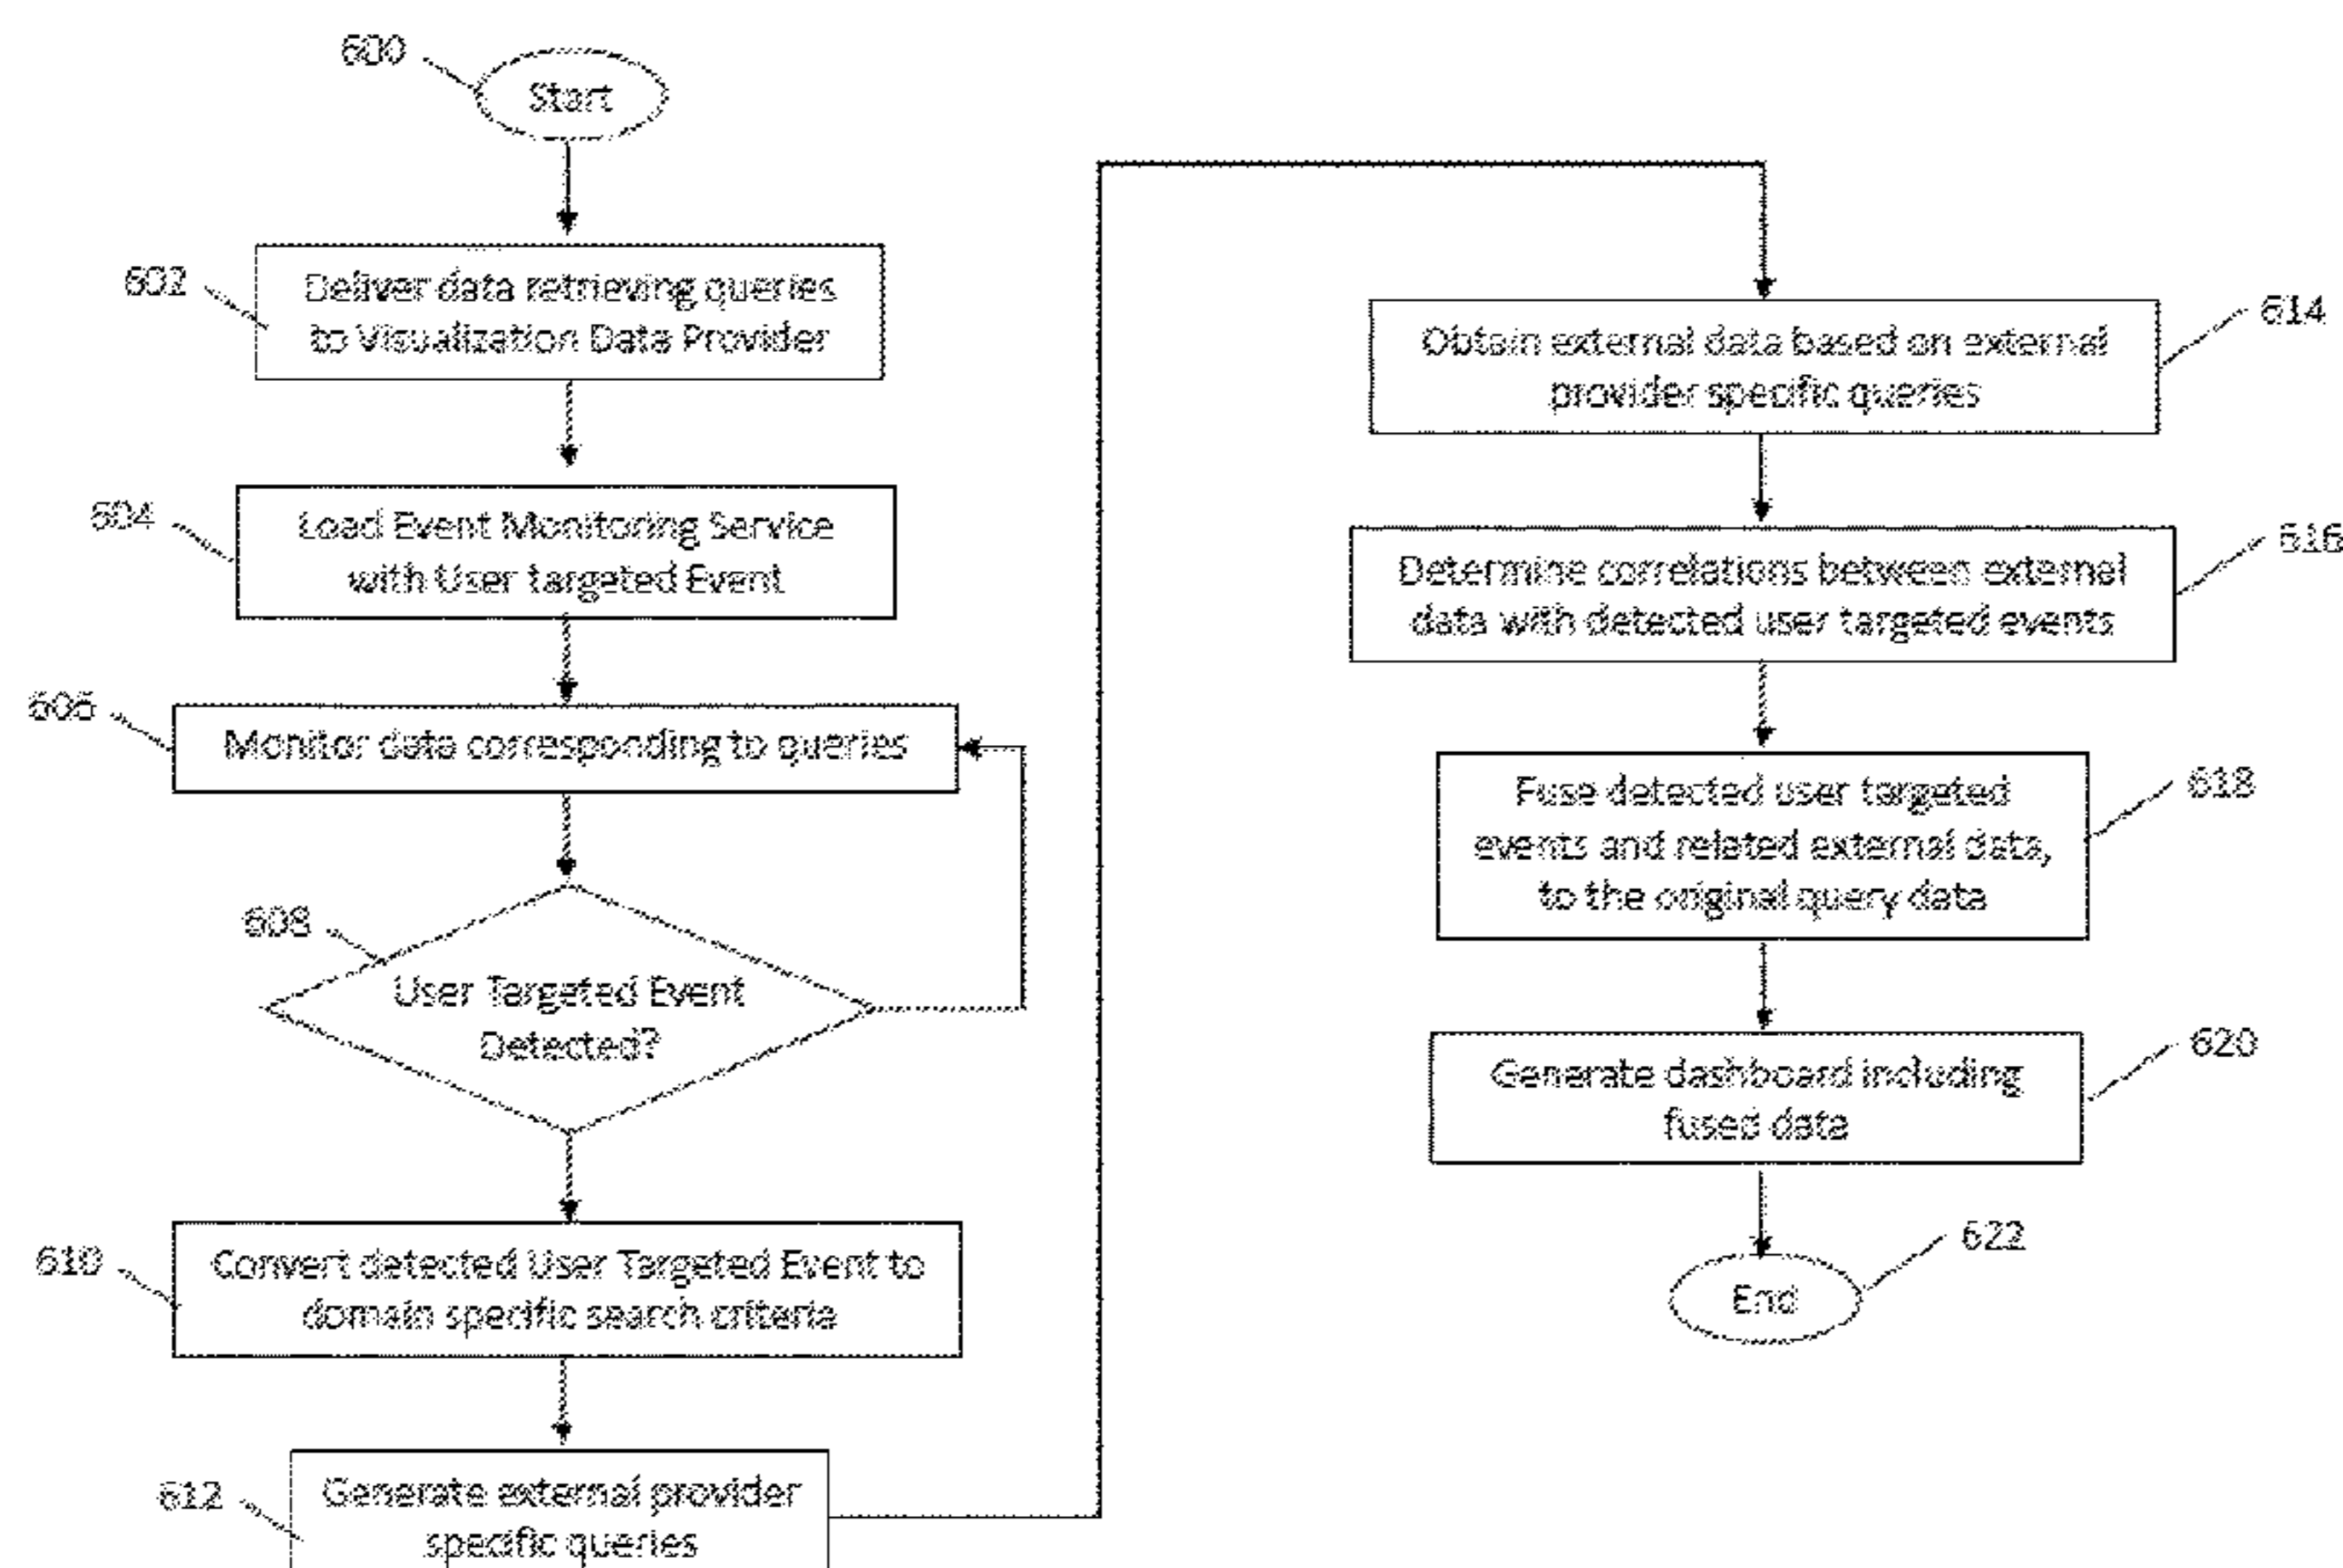 600
Start
602
Deliver data retrieving queries
to Visualization Data Provider
604
Load Event Monitoring Service
with User targeted Event
606
Monitor data corresponding to queries
608
User Targeted Event
Detected?
610
Convert detected User Targeted Event to
domain specific search criteria
612
Generate external provider
specific queries
614
Obtain external data based on external
provider specific queries
616
Determine correlations between external
data with detected user targeted events
618
Fuse detected user targeted
events and related external data,
to the original query data
620
Generate dashboard including
fused data
622
End